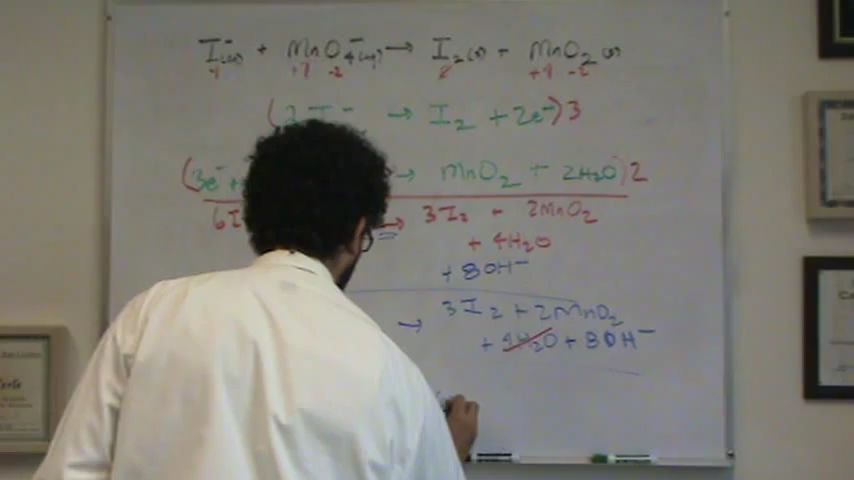 I⁻(aq) + MnO₄⁻(aq) → I₂(s) + MnO₂(s)
-1 +7 -2 0 +4 -2
(2I⁻ → I₂ + 2e⁻)3
(3e⁻+ → MnO₂ + 2H₂O)2
6I → 3I₂ + 2MnO₂
+ 4H₂O
+ 8OH⁻
→ 3I₂ + 2MnO₂
+ 4H₂O + 8OH⁻